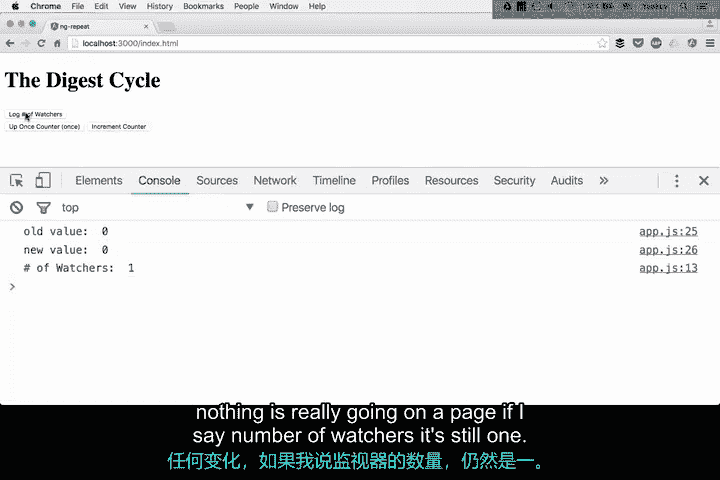 Chrome File Edit View History Bookmarks People Window Help
ng-repeat
localhost:3000/index.html
The Digest Cycle
Log # of Watchers
Up Once Counter (once) Increment Counter
Elements Console Sources Network Timeline Profiles Resources Security Audits
top Preserve log
old value: 0 app.js:25
new value: 0 app.js:26
# of Watchers: 1 app.js:13
nothing is really going on a page if I
say number of watchers it's still one.
任何变化，如果我说监视器的数量，仍然是一。